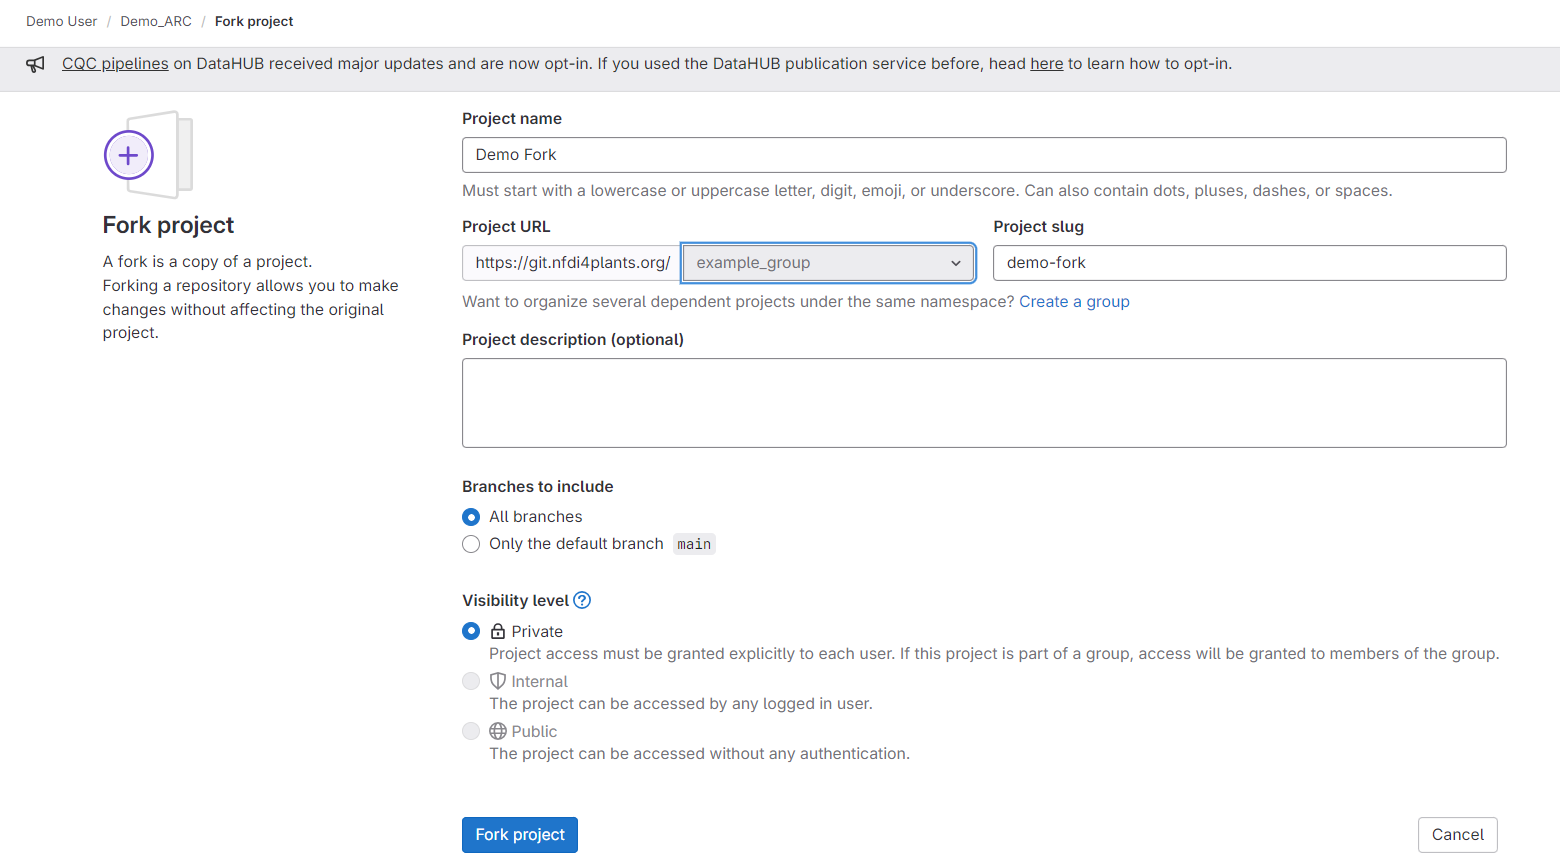 Demo User / Demo_ARC / Fork project
CQC pipelines on DataHUB received major updates and are now opt-in. If you used the DataHUB publication service before, head here to learn how to opt-in.
Fork project
A fork is a copy of a project.
Forking a repository allows you to make
changes without affecting the original
project.
Project name
Demo Fork
Must start with a lowercase or uppercase letter, digit, emoji, or underscore. Can also contain dots, pluses, dashes, or spaces.
Project URL
https://git.nfdi4plants.org/
example_group
Project slug
demo-fork
Want to organize several dependent projects under the same namespace? Create a group
Project description (optional)
Branches to include
All branches
Only the default branch main
Visibility level
Private
Project access must be granted explicitly to each user. If this project is part of a group, access will be granted to members of the group.
Internal
The project can be accessed by any logged in user.
Public
The project can be accessed without any authentication.
Fork project
Cancel